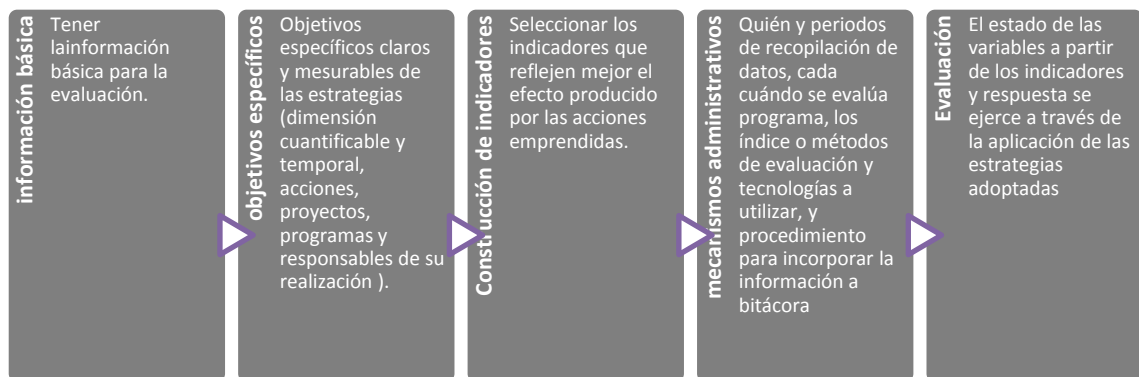 información básica
Tener
lainformación
básica para la
evaluación.
objetivos específicos
Objetivos
específicos claros
y mesurables de
las estrategias
(dimensión
cuantificable y
temporal,
acciones,
proyectos,
programas y
responsables de su
realización ).
Construcción de indicadores
Seleccionar los
indicadores que
reflejen mejor el
efecto producido
por las acciones
emprendidas.
mecanismos administrativos
Quién y periodos
de recopilación de
datos, cada
cuándo se evalúa
programa, los
índice o métodos
de evaluación y
tecnologías a
utilizar, y
procedimiento
para incorporar la
información a
bitácora
Evaluación
El estado de las
variables a partir
de los indicadores
y respuesta se
ejerce a través de
la aplicación de las
estrategias
adoptadas